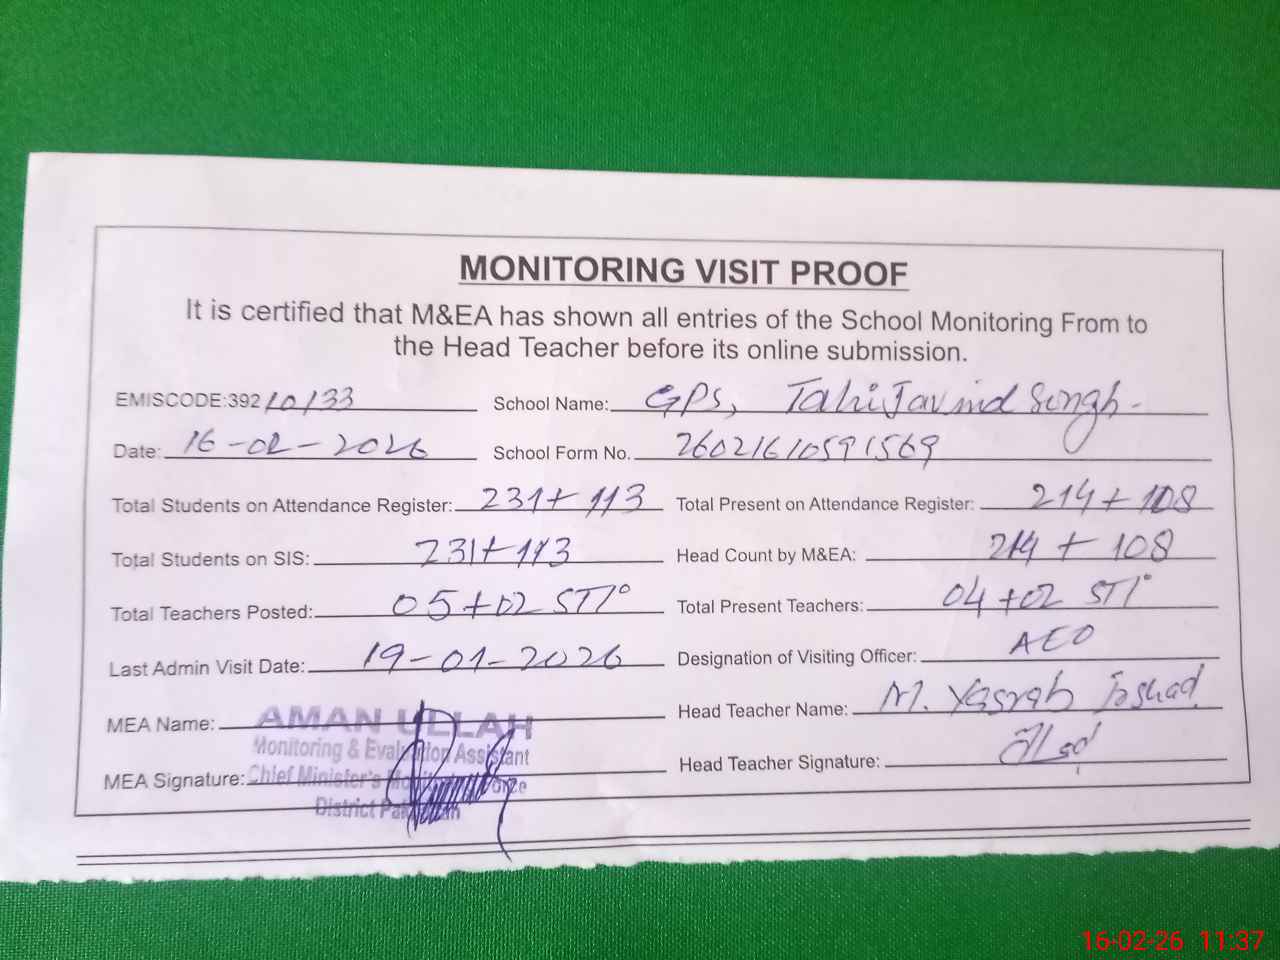 MONITORING VISIT PROOF
It is certified that M&EA has shown all entries of the School Monitoring From to
the Head Teacher before its online submission.
EMISCODE:392 10133 School Name: GPS, Tahi Javind Singh-
Date: 16-02-2026 School Form No. 26021610591569
Total Students on Attendance Register: 231+113 Total Present on Attendance Register: 214+108
Total Students on SIS: 231+113 Head Count by M&EA: 214+108
Total Teachers Posted: 05+02 STI° Total Present Teachers: 04+02 STI°
Last Admin Visit Date: 19-01-2026 Designation of Visiting Officer: AEO
MEA Name: AMAN ULLAH Head Teacher Name: M. Yasrab
Monitoring & Evaluation Assistant
MEA Signature: Chief Minister's Monitoring Force Head Teacher Signature:
District Pakpattan
16-02-26 11:37